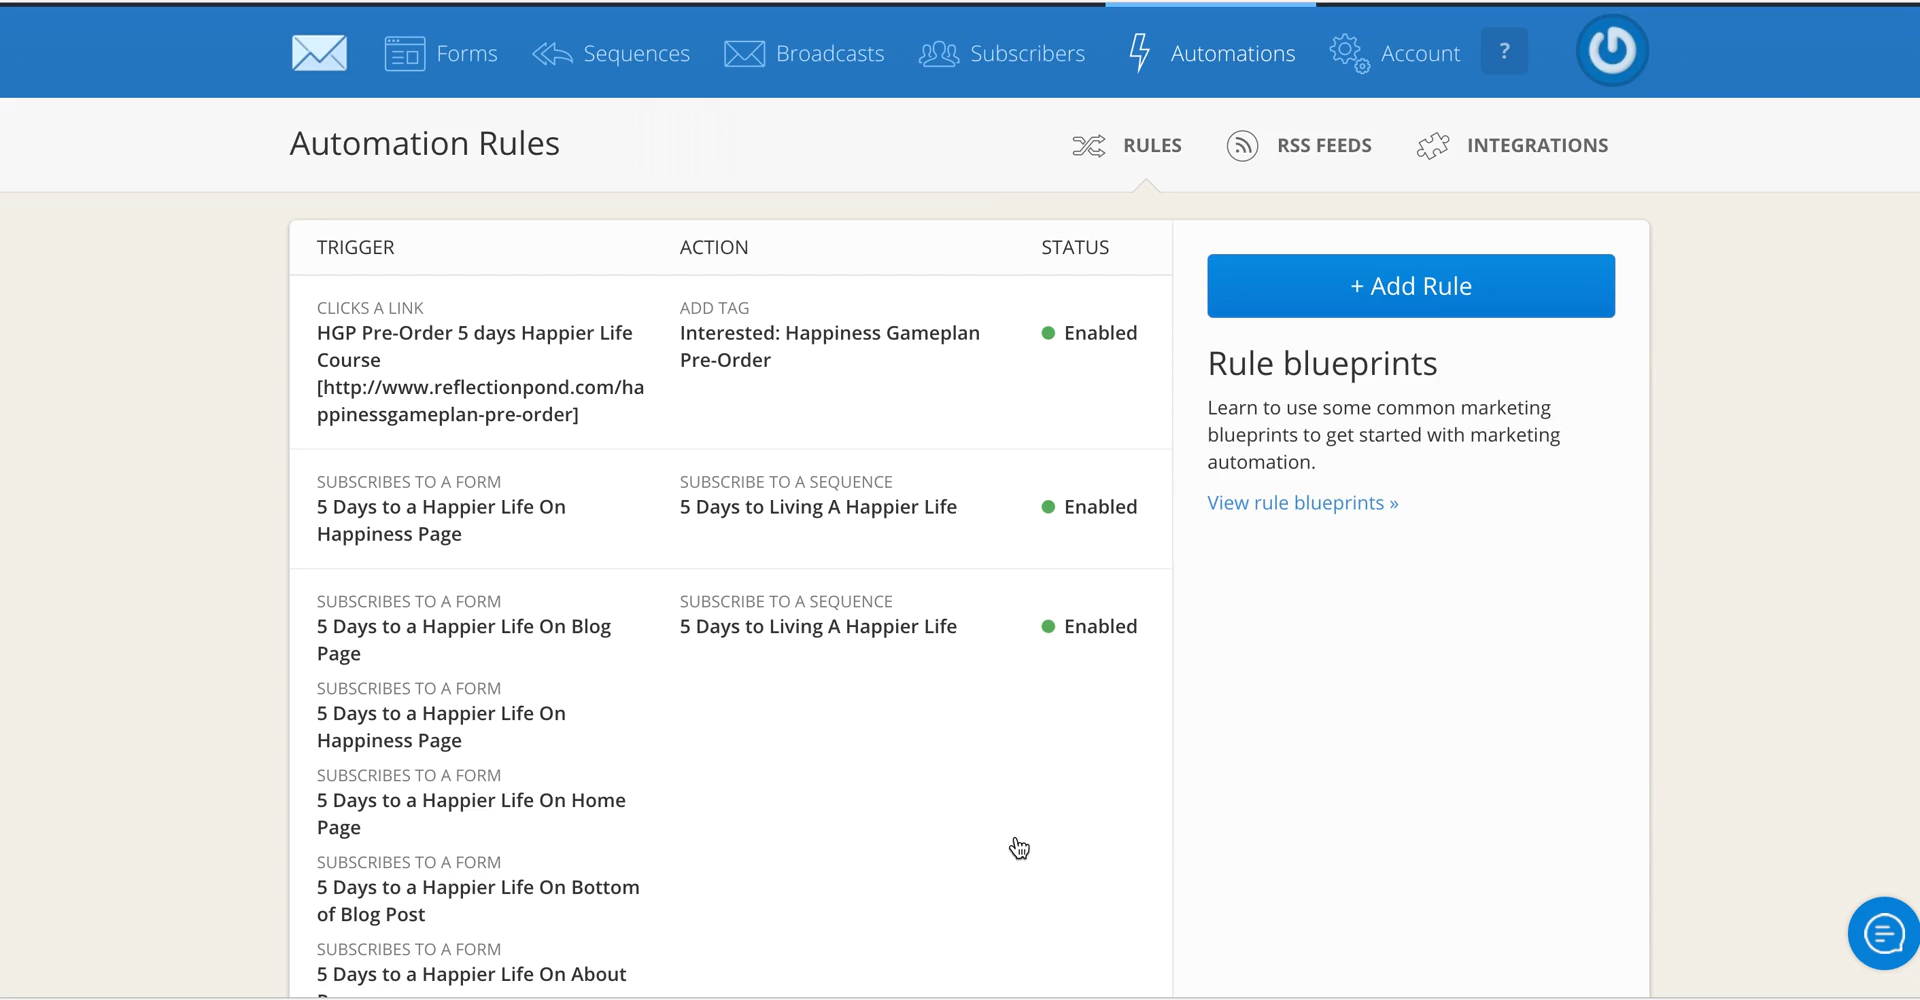 Forms Sequences Broadcasts Subscribers Automations Account ?
Automation Rules RULES RSS FEEDS INTEGRATIONS
TRIGGER ACTION STATUS
CLICKS A LINK
HGP Pre-Order 5 days Happier Life
Course
[http://www.reflectionpond.com/ha
ppinessgameplan-pre-order]
ADD TAG
Interested: Happiness Gameplan
Pre-Order
Enabled
SUBSCRIBES TO A FORM
5 Days to a Happier Life On
Happiness Page
SUBSCRIBE TO A SEQUENCE
5 Days to Living A Happier Life
Enabled
SUBSCRIBES TO A FORM
5 Days to a Happier Life On Blog
Page
SUBSCRIBES TO A FORM
5 Days to a Happier Life On
Happiness Page
SUBSCRIBES TO A FORM
5 Days to a Happier Life On Home
Page
SUBSCRIBES TO A FORM
5 Days to a Happier Life On Bottom
of Blog Post
SUBSCRIBES TO A FORM
5 Days to a Happier Life On About
SUBSCRIBE TO A SEQUENCE
5 Days to Living A Happier Life
Enabled
+ Add Rule
Rule blueprints
Learn to use some common marketing
blueprints to get started with marketing
automation.
View rule blueprints »